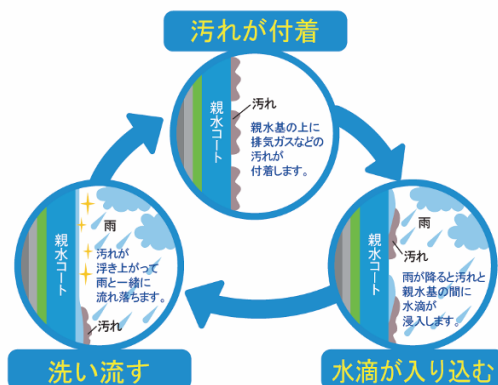 汚れが付着
親水コート
汚れ
親水基の上に
排気ガスなどの
汚れが
付着します。
親水コート
雨
汚れ
雨が降ると汚れと
親水基の間に
水滴が
浸入します。
水滴が入り込む
親水コート
雨
汚れが
浮き上がって
雨と一緒に
流れ落ちます。
汚れ
洗い流す